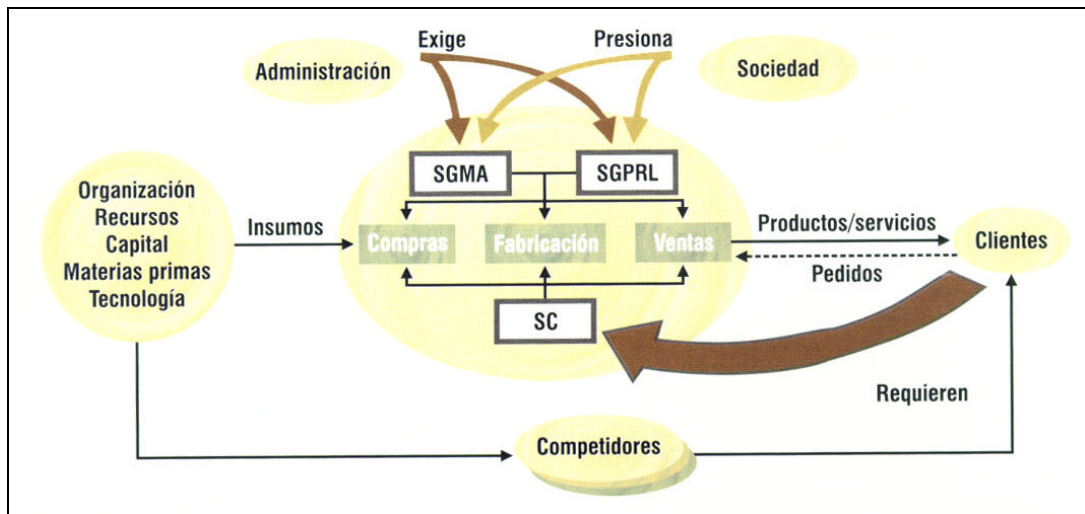 Exige
Presiona
Administración
Sociedad
SGMA
SGPRL
Organización
Recursos
Capital
Materias primas
Tecnología
Insumos
Compras
Fabricación
Ventas
Productos/servicios
Pedidos
Clientes
SC
Requieren
Competidores